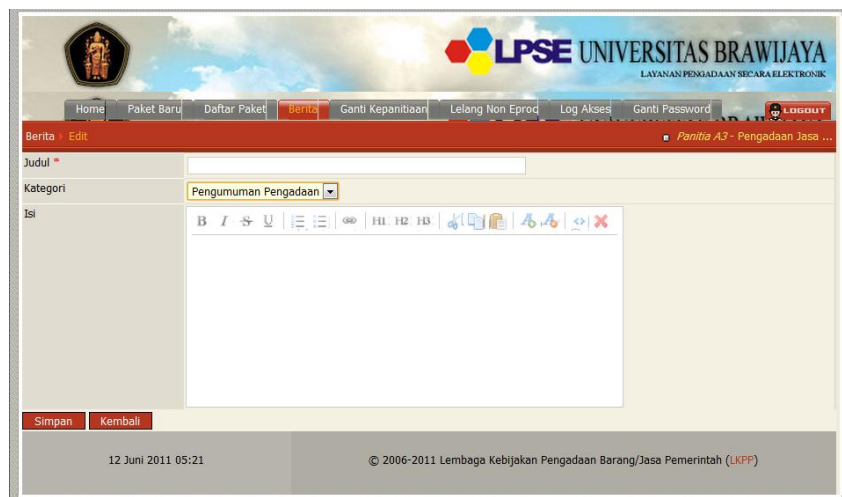 LPSE UNIVERSITAS BRAWIJAYA
LAYANAN PENGADAAN SECARA ELEKTRONIK
Home Paket Baru Daftar Paket Berita Ganti Kepanitiaan Lelang Non Eproc Log Akses Ganti Password LOGOUT
Berita Edit Panitia A3 - Pengadaan Jasa ...
Judul *
Kategori Pengumuman Pengadaan
Isi B I S U H1 H2 H3
Simpan Kembali
12 Juni 2011 05:21 © 2006-2011 Lembaga Kebijakan Pengadaan Barang/Jasa Pemerintah (LKPP)